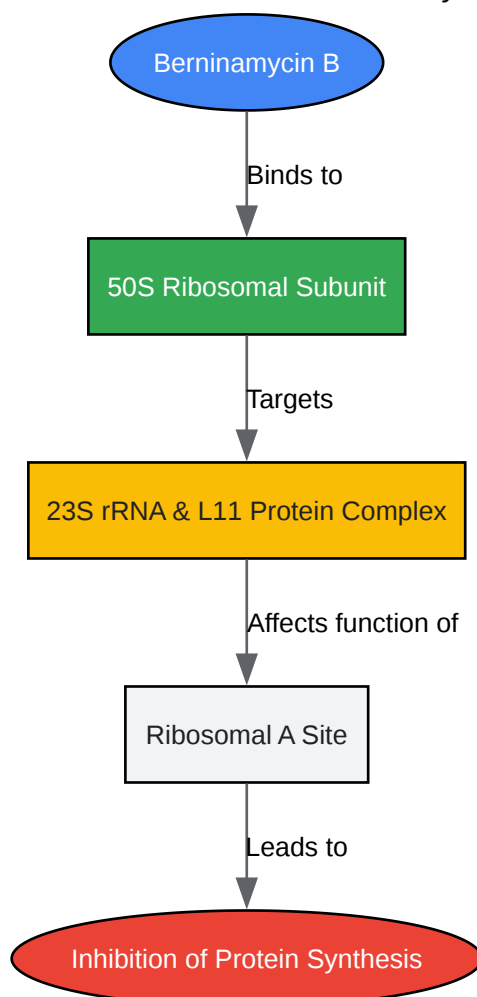 Berninamycin B
Binds to
50S Ribosomal Subunit
Targets
23S rRNA & L11 Protein Complex
Affects function of
Ribosomal A Site
Leads to
Inhibition of Protein Synthesis